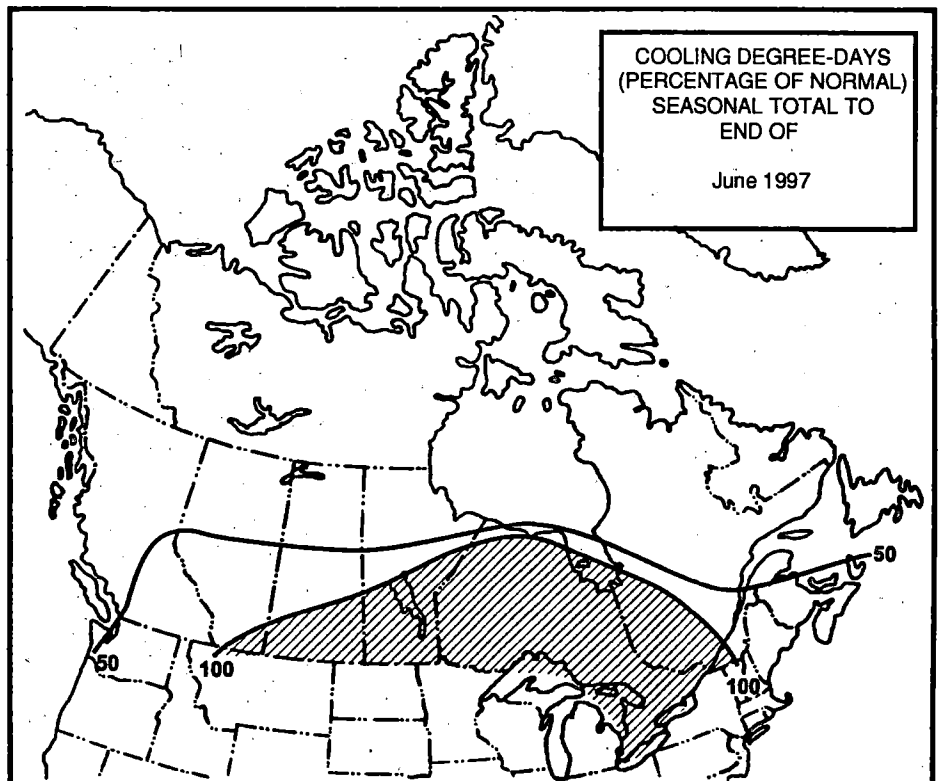 COOLING DEGREE-DAYS
(PERCENTAGE OF NORMAL)
SEASONAL TOTAL TO
END OF
June 1997
50
50
100
100